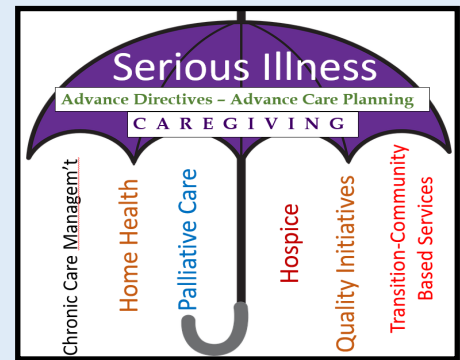 Serious Illness
Advance Directives – Advance Care Planning
CAREGIVING
Chronic Care Managem't
Home Health
Palliative Care
Hospice
Quality Initiatives
Transition-Community
Based Services